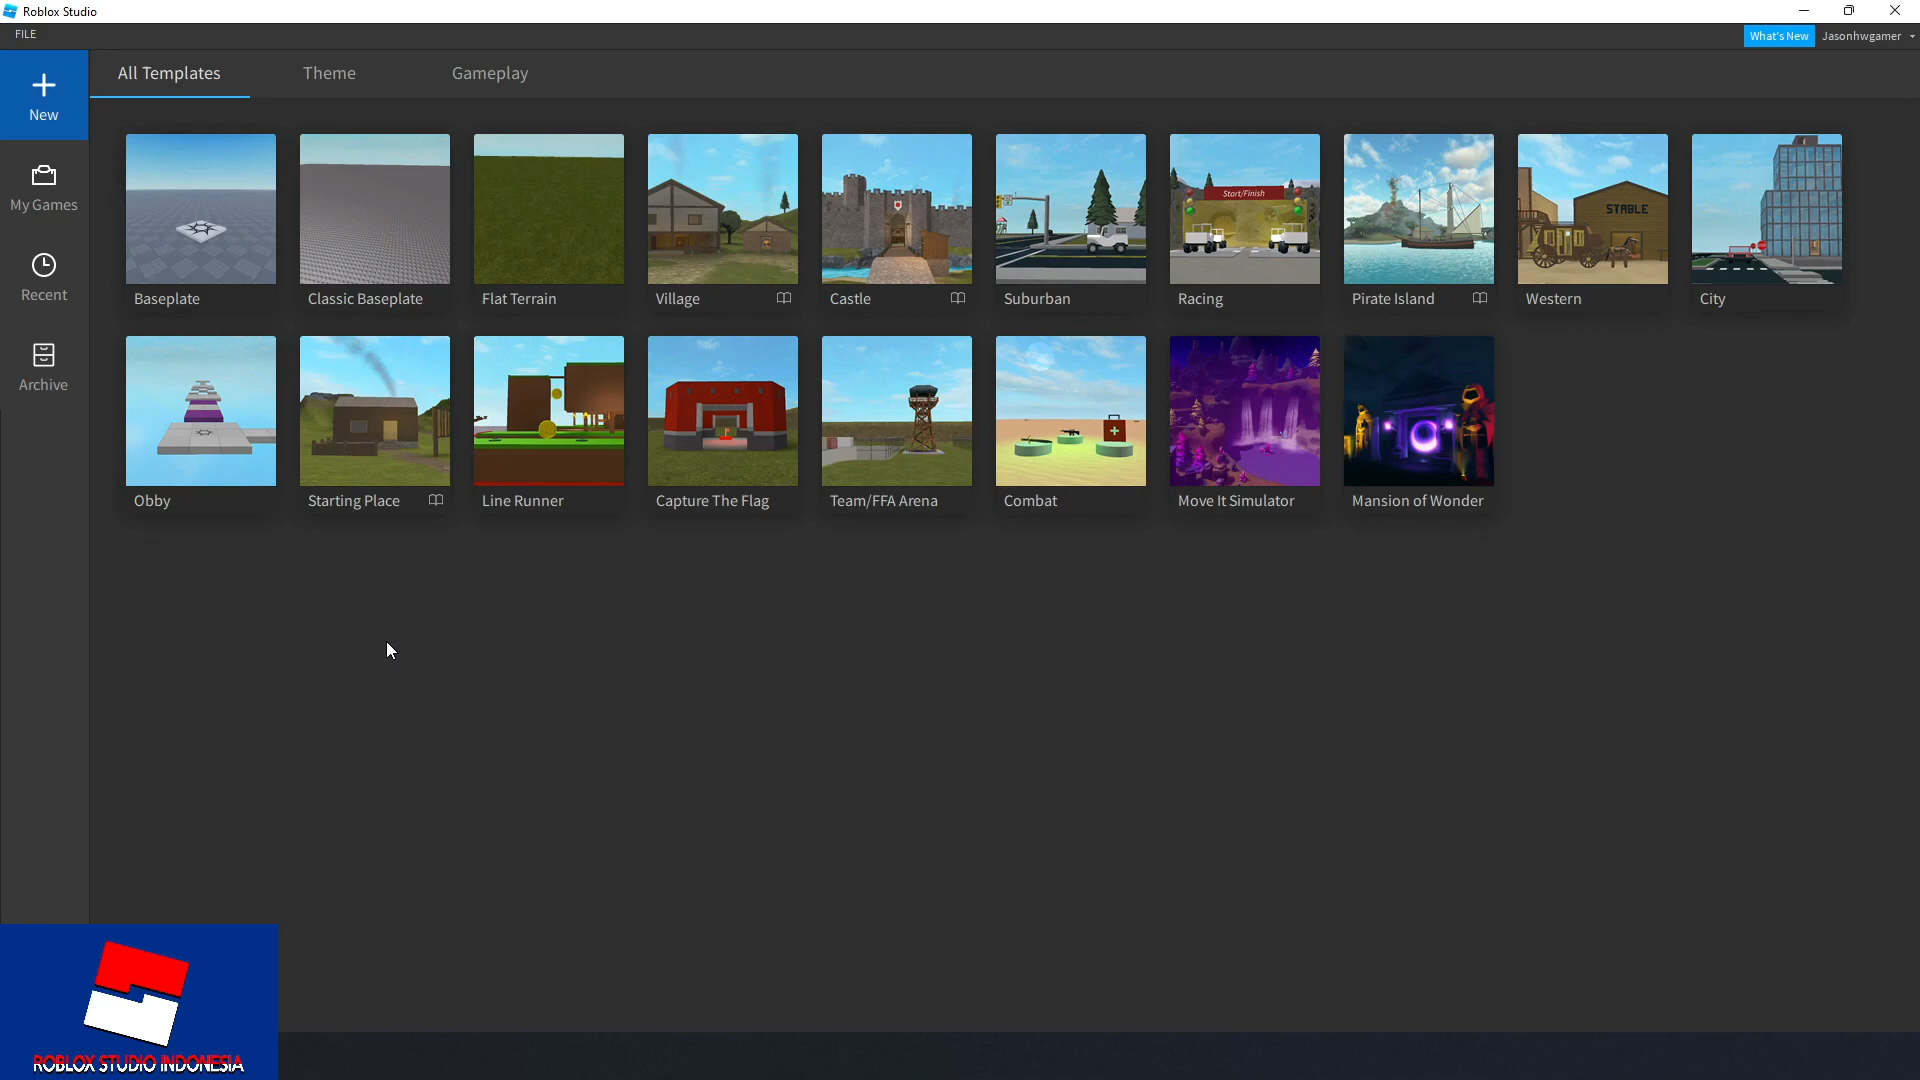 Roblox Studio
FILE
What's New
Jasonhwgamer
New
My Games
Recent
Archive
All Templates
Theme
Gameplay
Start/Finish
STABLE
Baseplate
Classic Baseplate
Flat Terrain
Village
Castle
Suburban
Racing
Pirate Island
Western
City
Obby
Starting Place
Line Runner
Capture The Flag
Team/FFA Arena
Combat
Move It Simulator
Mansion of Wonder
ROBLOX STUDIO INDONESIA